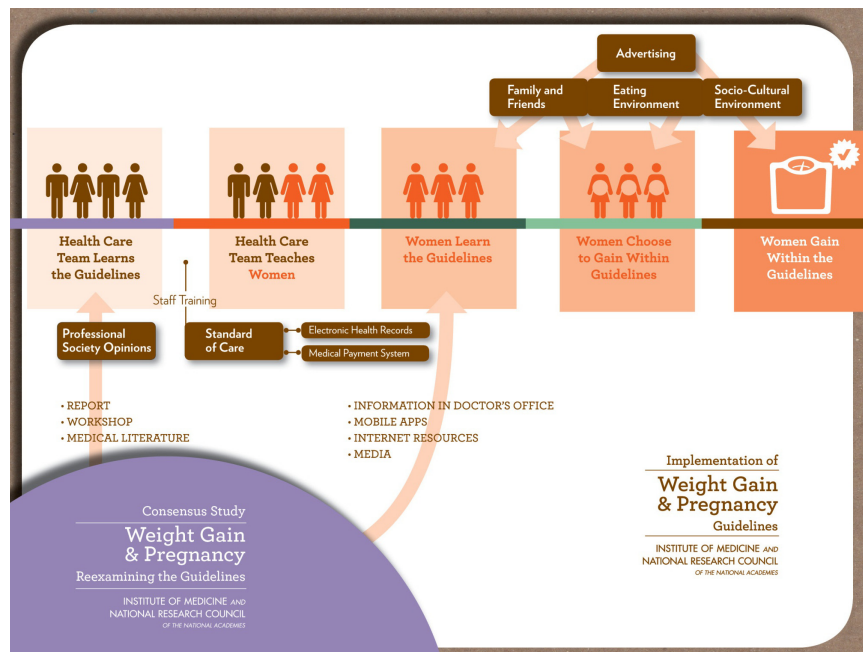 Advertising
Family and
Friends
Eating
Environment
Socio-Cultural
Environment
Health Care
Team Learns
the Guidelines
Health Care
Team Teaches
Women
Women Learn
the Guidelines
Women Choose
to Gain Within
Guidelines
Women Gain
Within the
Guidelines
Staff Training
Professional
Society Opinions
Standard
of Care
Electronic Health Records
Medical Payment System
• REPORT
• WORKSHOP
• MEDICAL LITERATURE
• INFORMATION IN DOCTOR'S OFFICE
• MOBILE APPS
• INTERNET RESOURCES
• MEDIA
Consensus Study
Weight Gain
& Pregnancy
Reexamining the Guidelines
INSTITUTE OF MEDICINE AND
NATIONAL RESEARCH COUNCIL
OF THE NATIONAL ACADEMIES
Implementation of
Weight Gain
& Pregnancy
Guidelines
INSTITUTE OF MEDICINE AND
NATIONAL RESEARCH COUNCIL
OF THE NATIONAL ACADEMIES